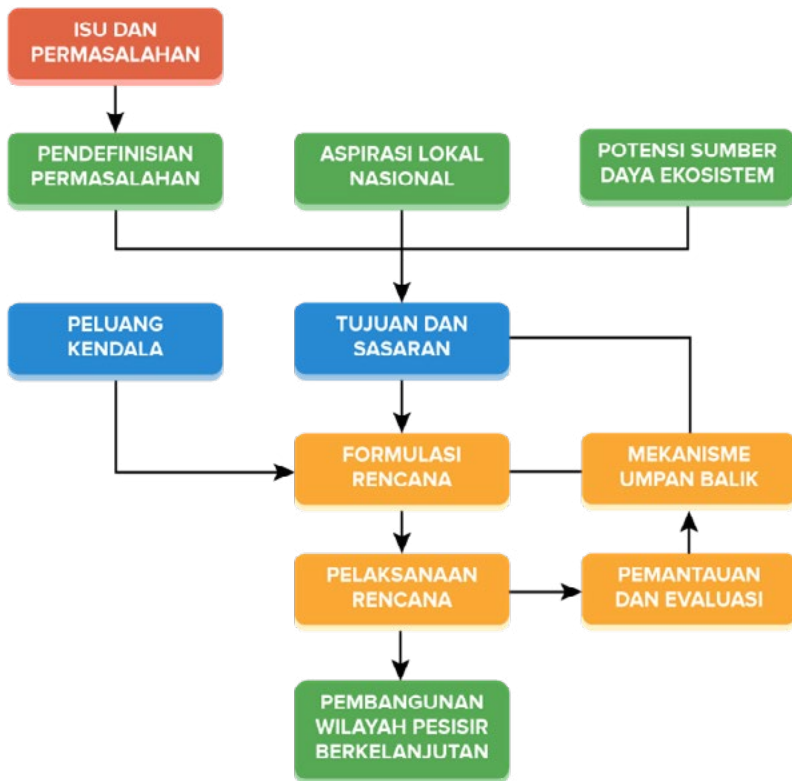 ISU DAN
PERMASALAHAN
PENDEFINISIAN
PERMASALAHAN
ASPIRASI LOKAL
NASIONAL
POTENSI SUMBER
DAYA EKOSISTEM
PELUANG
KENDALA
TUJUAN DAN
SASARAN
FORMULASI
RENCANA
MEKANISME
UMPAN BALIK
PELAKSANAAN
RENCANA
PEMANTAUAN
DAN EVALUASI
PEMBANGUNAN
WILAYAH PESISIR
BERKELANJUTAN